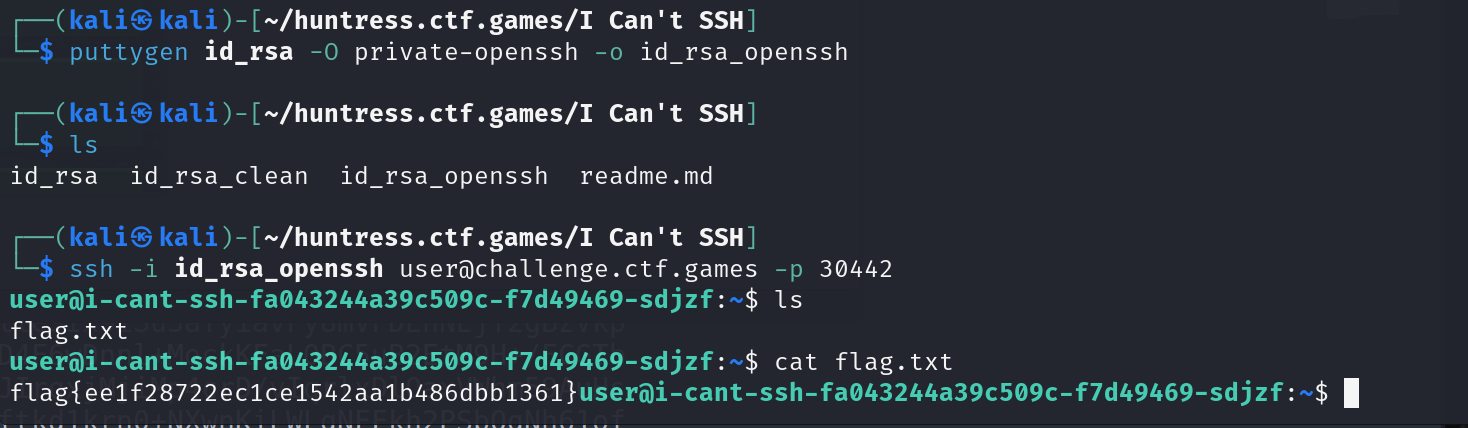 ┌──(kali㉿kali)-[~/huntress.ctf.games/I Can't SSH]
└─$ puttygen id_rsa -O private-openssh -o id_rsa_openssh
┌──(kali㉿kali)-[~/huntress.ctf.games/I Can't SSH]
└─$ ls
id_rsa  id_rsa_clean  id_rsa_openssh  readme.md
┌──(kali㉿kali)-[~/huntress.ctf.games/I Can't SSH]
└─$ ssh -i id_rsa_openssh user@challenge.ctf.games -p 30442
user@i-cant-ssh-fa043244a39c509c-f7d49469-sdjzf:~$ ls
flag.txt
user@i-cant-ssh-fa043244a39c509c-f7d49469-sdjzf:~$ cat flag.txt
flag{ee1f28722ec1ce1542aa1b486dbb1361}user@i-cant-ssh-fa043244a39c509c-f7d49469-sdjzf:~$